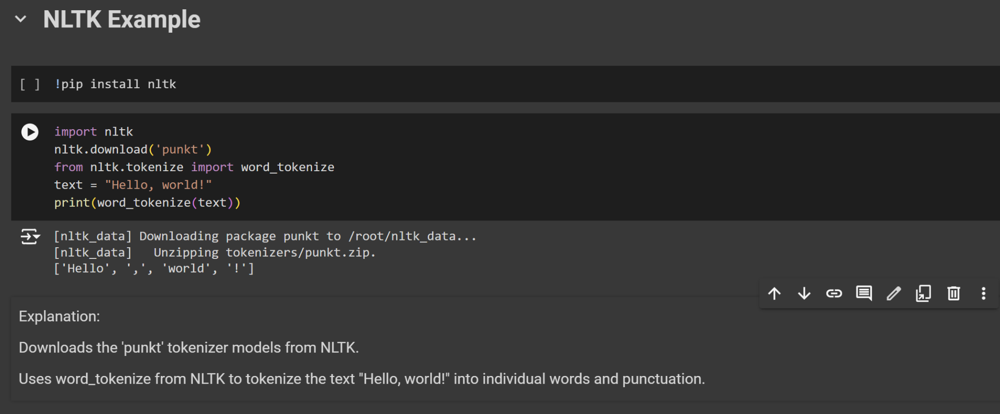 NLTK Example
[ ] !pip install nltk
import nltk
nltk.download('punkt')
from nltk.tokenize import word_tokenize
text = "Hello, world!"
print(word_tokenize(text))
[nltk_data] Downloading package punkt to /root/nltk_data...
[nltk_data]   Unzipping tokenizers/punkt.zip.
['Hello', ',', 'world', '!']
Explanation:
Downloads the 'punkt' tokenizer models from NLTK.
Uses word_tokenize from NLTK to tokenize the text "Hello, world!" into individual words and punctuation.